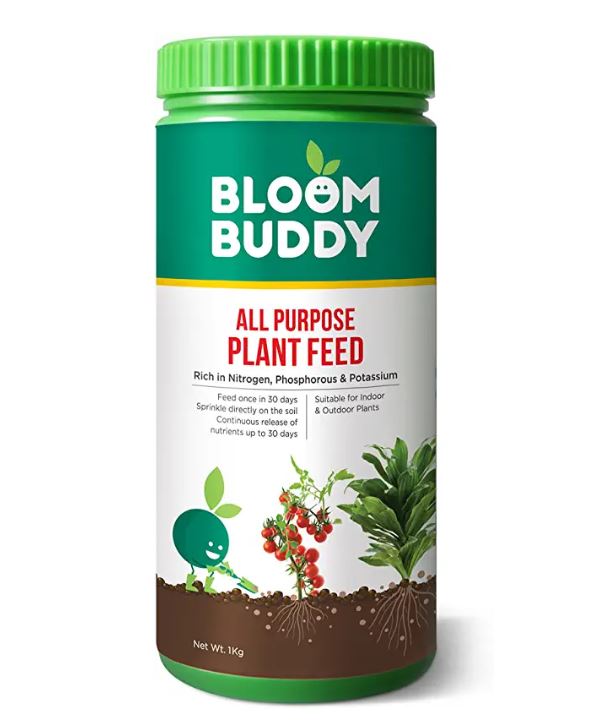 BLOOM
BUDDY
ALL PURPOSE
PLANT FEED
Rich in Nitrogen, Phosphorous & Potassium
Feed once in 30 days
Sprinkle directly on the soil
Continuous release of
nutrients up to 30 days
Suitable for Indoor
& Outdoor Plants
Net Wt. 1Kg